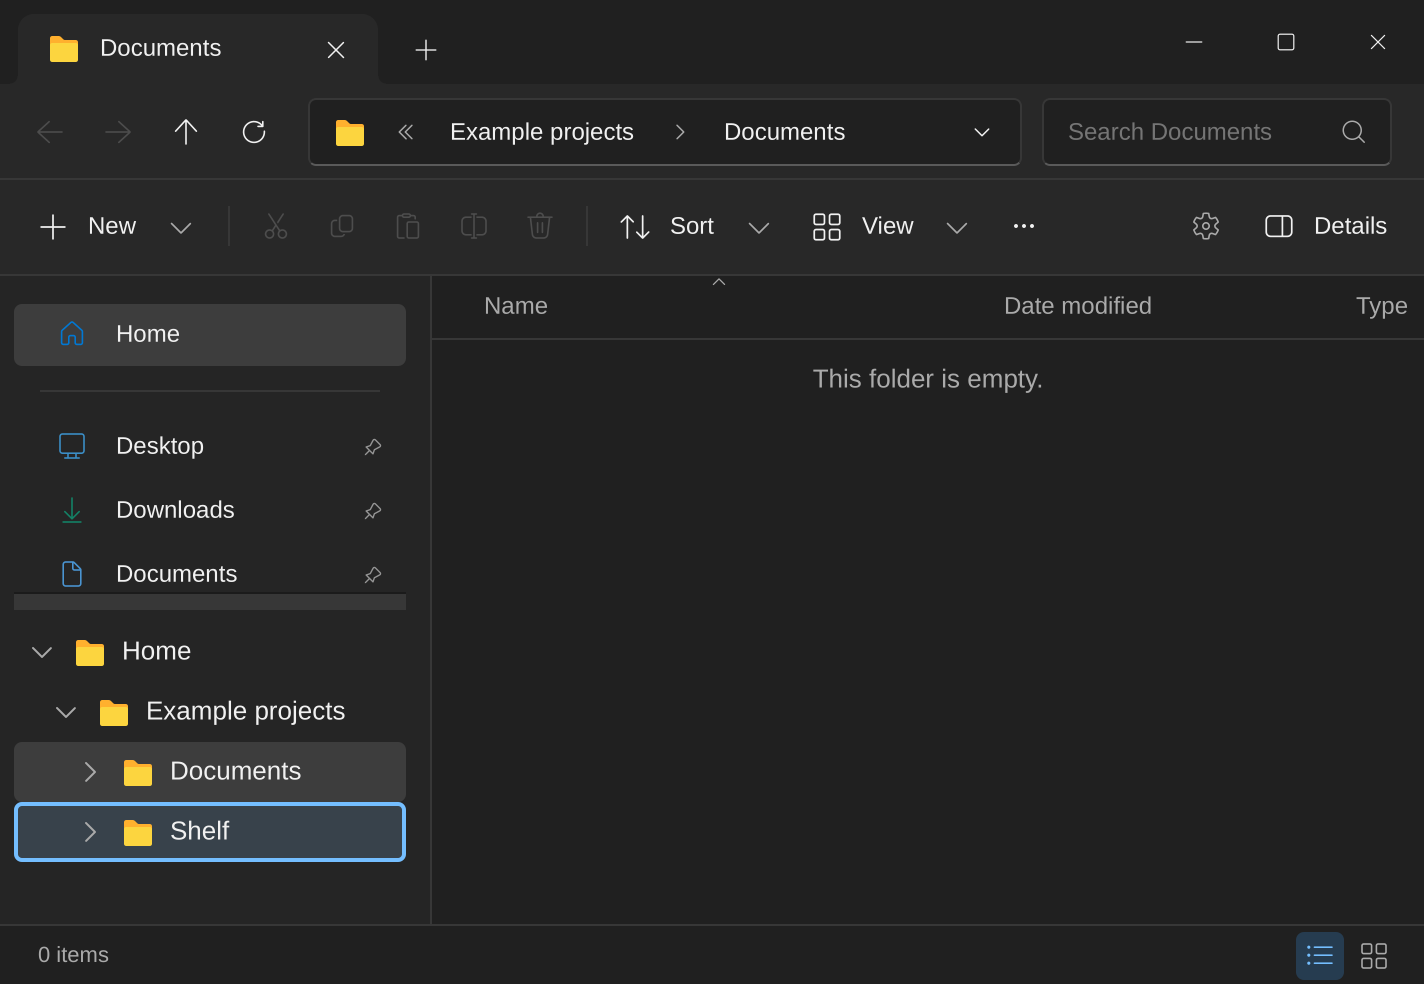 Documents
Example projects
Documents
Search Documents
New
Sort
View
Details
Home
Desktop
Downloads
Documents
Home
Example projects
Documents
Shelf
Name
Date modified
Type
This folder is empty.
0 items